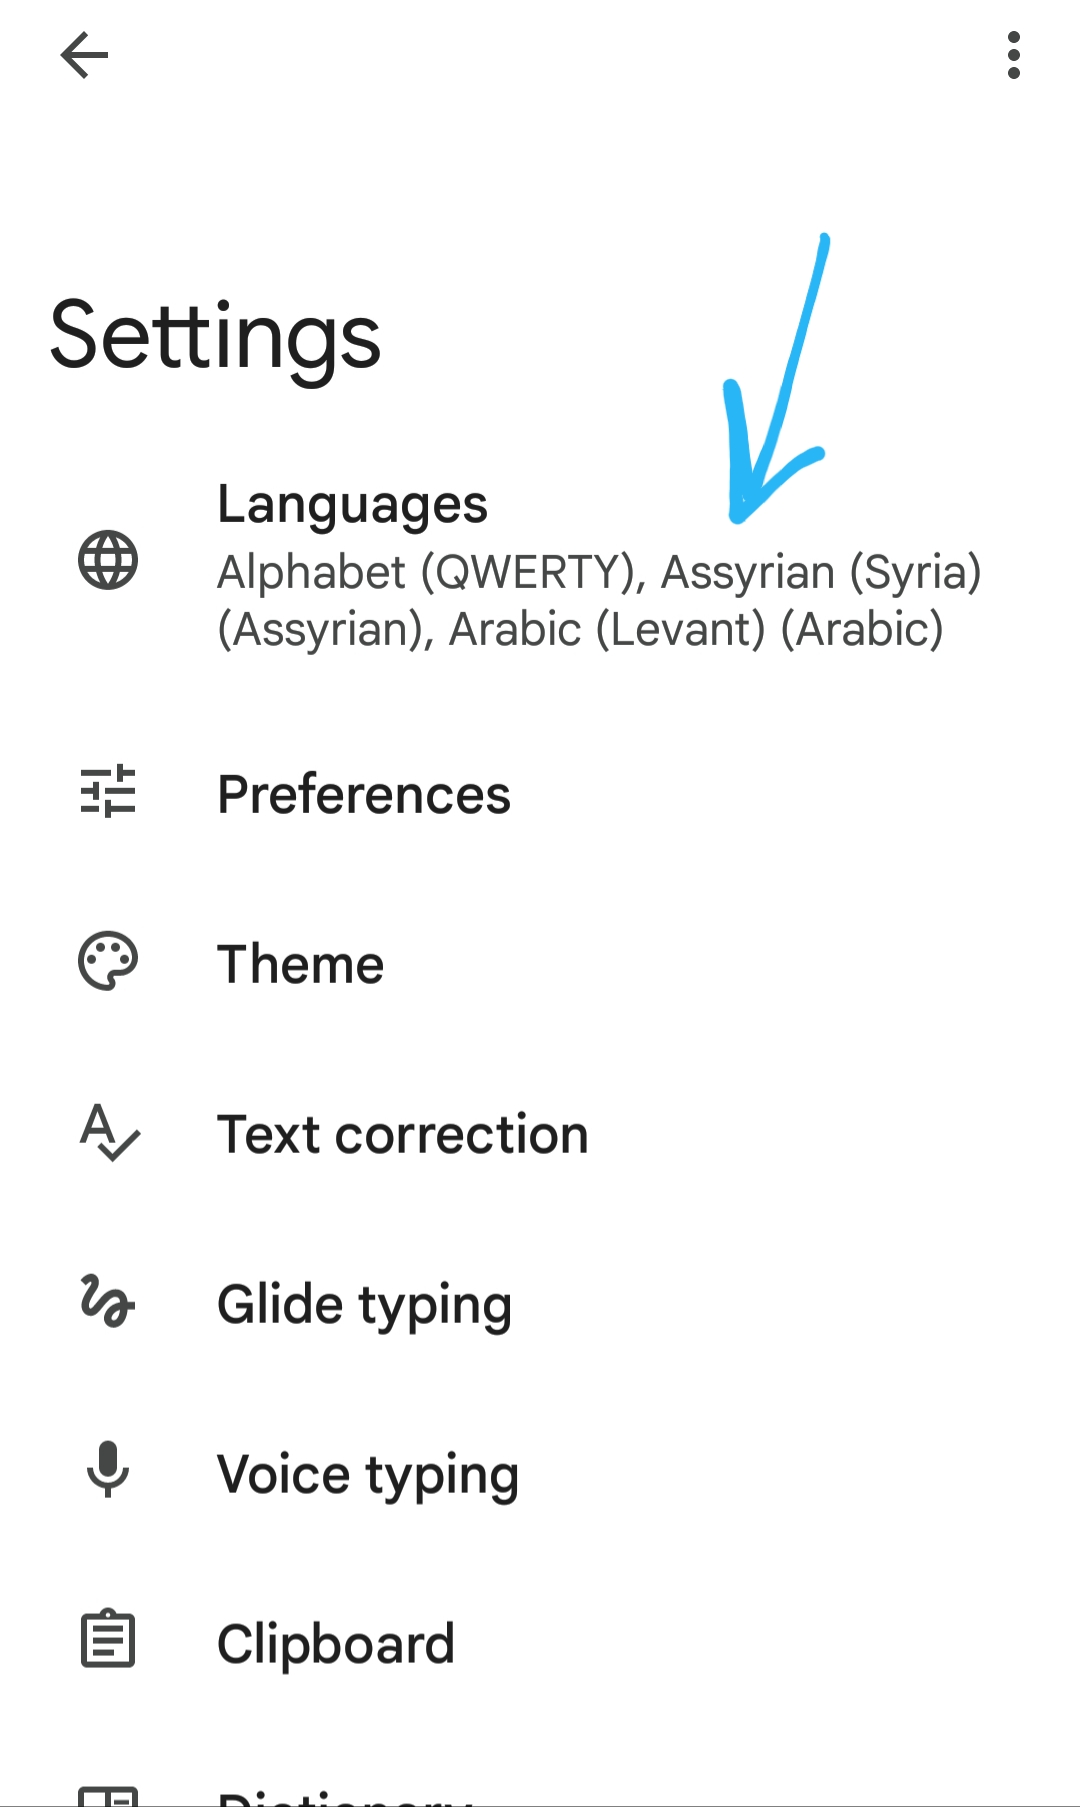 Settings
Languages
Alphabet (QWERTY), Assyrian (Syria)
(Assyrian), Arabic (Levant) (Arabic)
Preferences
Theme
Text correction
Glide typing
Voice typing
Clipboard
Dictionary